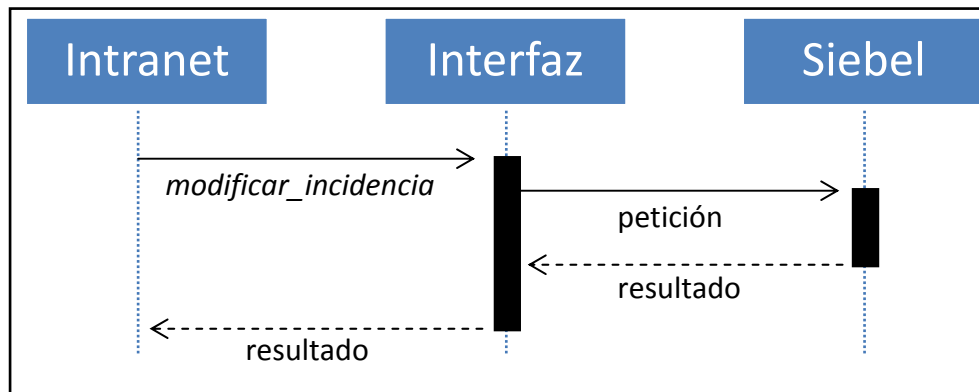 Intranet
Interfaz
Siebel
modificar_incidencia
petición
resultado
resultado